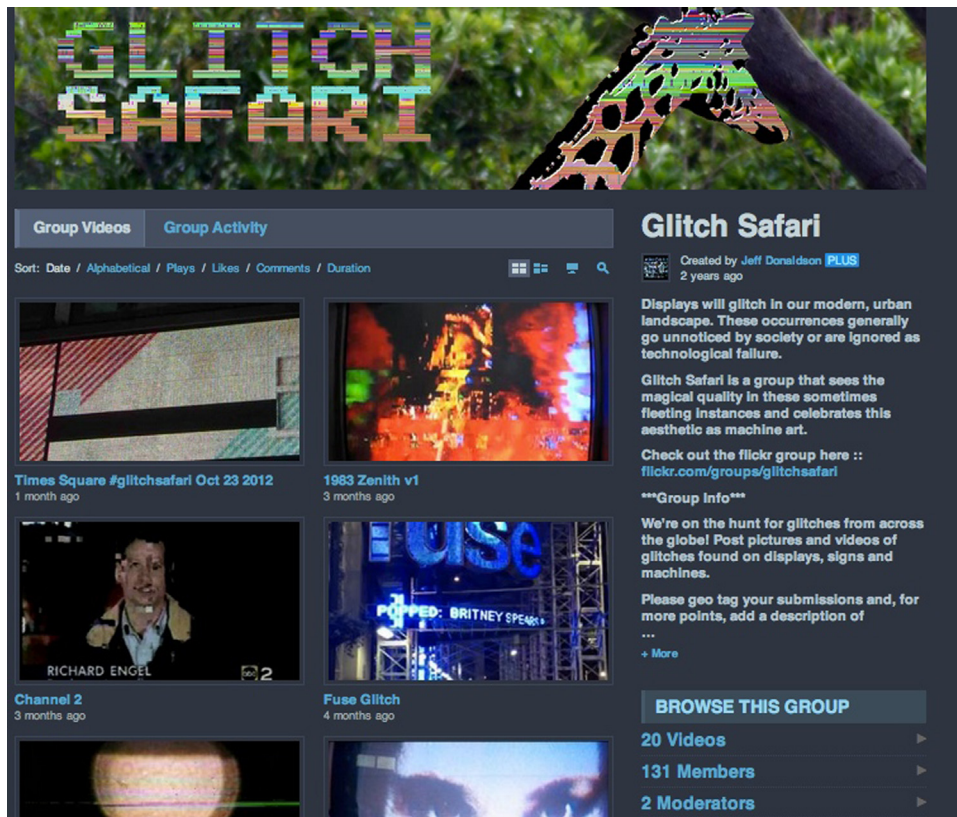 GLITCH
SAFARI
Group Videos
Group Activity
Sort: Date / Alphabetical / Plays / Likes / Comments / Duration
Times Square #glitchsafari Oct 23 2012
1 month ago
1983 Zenith v1
3 months ago
RICHARD ENGEL
abc 2
Channel 2
3 months ago
fuse
POPPED: BRITNEY SPEARS
Fuse Glitch
4 months ago
Glitch Safari
Created by Jeff Donaldson PLUS
2 years ago
Displays will glitch in our modern, urban
landscape. These occurrences generally
go unnoticed by society or are ignored as
technological failure.
Glitch Safari is a group that sees the
magical quality in these sometimes
fleeting instances and celebrates this
aesthetic as machine art.
Check out the flickr group here ::
flickr.com/groups/glitchsafari
***Group Info***
We're on the hunt for glitches from across
the globe! Post pictures and videos of
glitches found on displays, signs and
machines.
Please geo tag your submissions and, for
more points, add a description of
...
+ More
BROWSE THIS GROUP
20 Videos
131 Members
2 Moderators